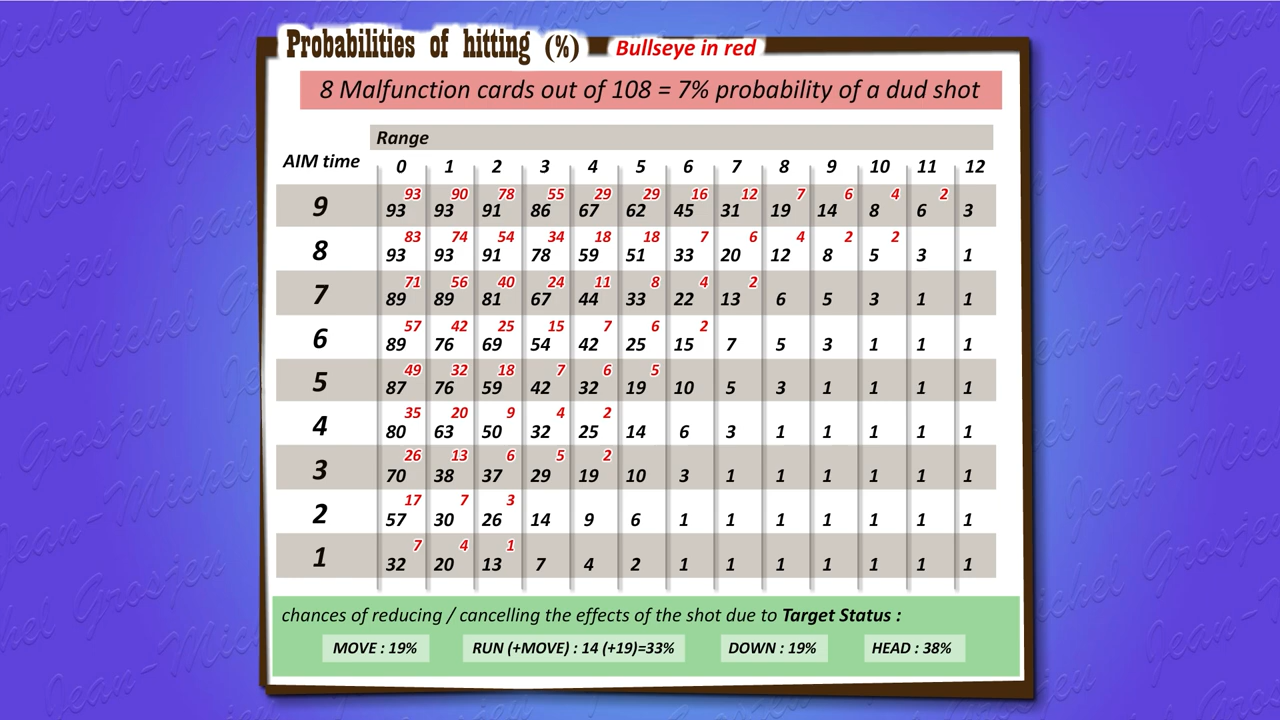 Probabilities of hitting (%) Bullseye in red
8 Malfunction cards out of 108 = 7% probability of a dud shot
Range
AIM time 0 1 2 3 4 5 6 7 8 9 10 11 12
93 90 78 55 29 29 16 12 7 6 4 2
9 93 93 91 86 67 62 45 31 19 14 8 6 3
83 74 54 34 18 18 7 6 4 2 2
8 93 93 91 78 59 51 33 20 12 8 5 3 1
71 56 40 24 11 8 4 2
7 89 89 81 67 44 33 22 13 6 5 3 1 1
57 42 25 15 7 6 2
6 89 76 69 54 42 25 15 7 5 3 1 1 1
49 32 18 7 6 5
5 87 76 59 42 32 19 10 5 3 1 1 1 1
35 20 9 4 2
4 80 63 50 32 25 14 6 3 1 1 1 1 1
26 13 6 5 2
3 70 38 37 29 19 10 3 1 1 1 1 1 1
17 7 3
2 57 30 26 14 9 6 1 1 1 1 1 1 1
7 4 1
1 32 20 13 7 4 2 1 1 1 1 1 1 1
chances of reducing / cancelling the effects of the shot due to Target Status :
MOVE : 19% RUN (+MOVE) : 14 (+19)=33% DOWN : 19% HEAD : 38%
Jean-Michel Grosjeu